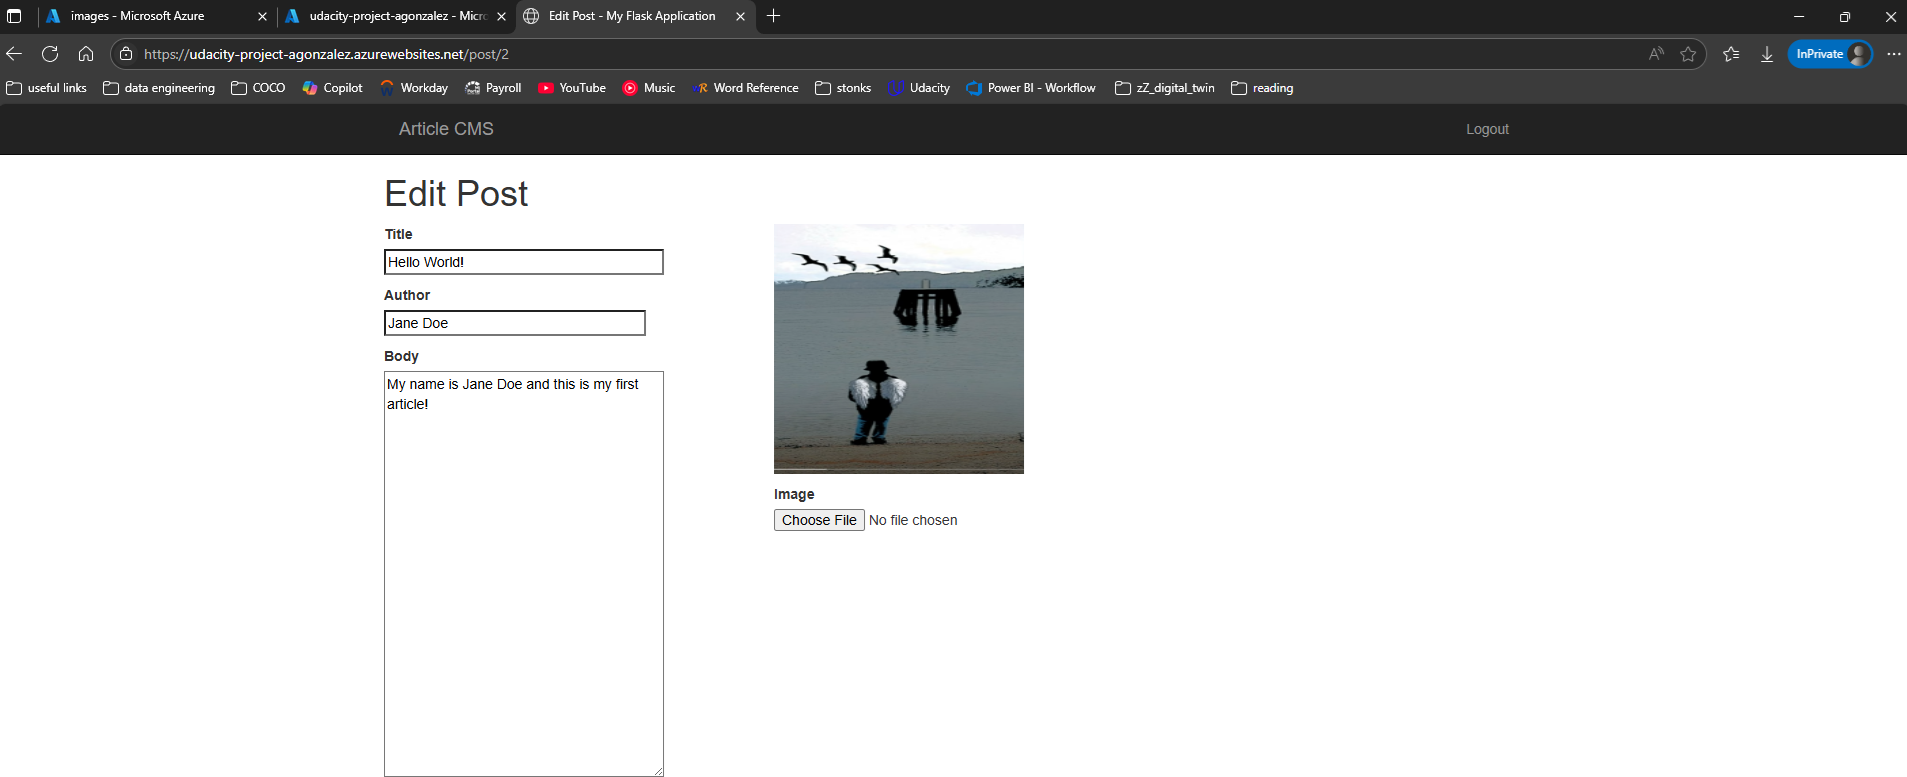 images - Microsoft Azure
udacity-project-agonzalez - Micro
Edit Post - My Flask Application
https://udacity-project-agonzalez.azurewebsites.net/post/2
InPrivate
useful links
data engineering
COCO
Copilot
Workday
Payroll
YouTube
Music
Word Reference
stonks
Udacity
Power BI - Workflow
zZ_digital_twin
reading
Article CMS
Logout
Edit Post
Title
Hello World!
Author
Jane Doe
Body
My name is Jane Doe and this is my first
article!
Image
Choose File No file chosen